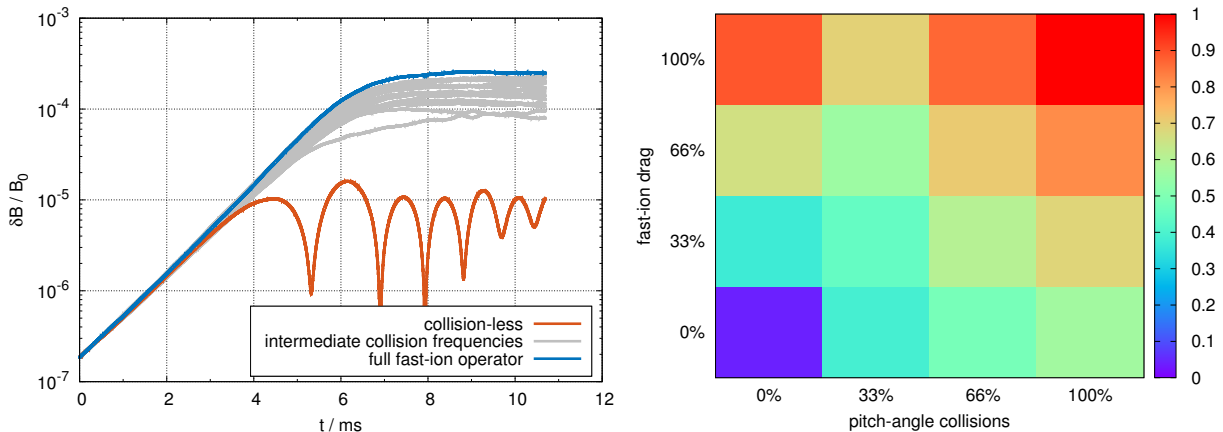 10^-3
10^-4
10^-5
10^-6
10^-7
δB / B_0
0 2 4 6 8 10 12
t / ms
collision-less
intermediate collision frequencies
full fast-ion operator
100%
66%
33%
0%
fast-ion drag
0% 33% 66% 100%
pitch-angle collisions
1
0.9
0.8
0.7
0.6
0.5
0.4
0.3
0.2
0.1
0